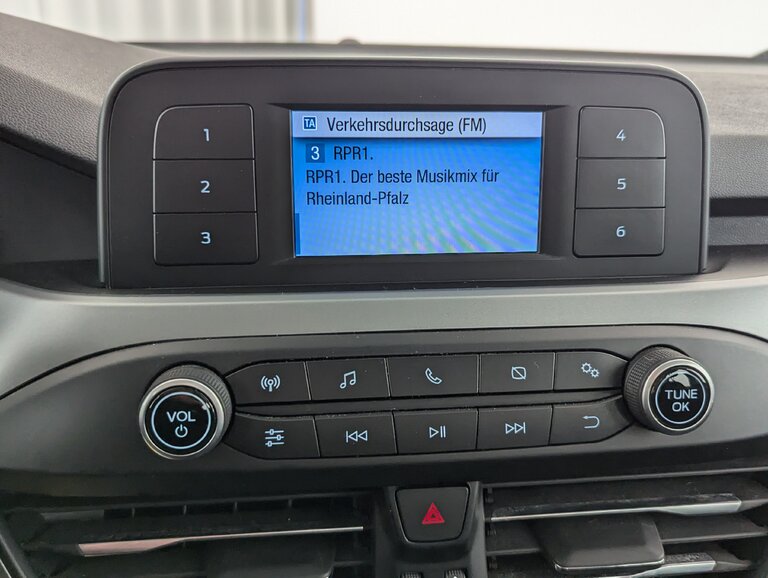 1
2
3
TA Verkehrsdurchsage (FM)
3 RPR1.
RPR1. Der beste Musikmix für
Rheinland-Pfalz
4
5
6
VOL
TUNE
OK